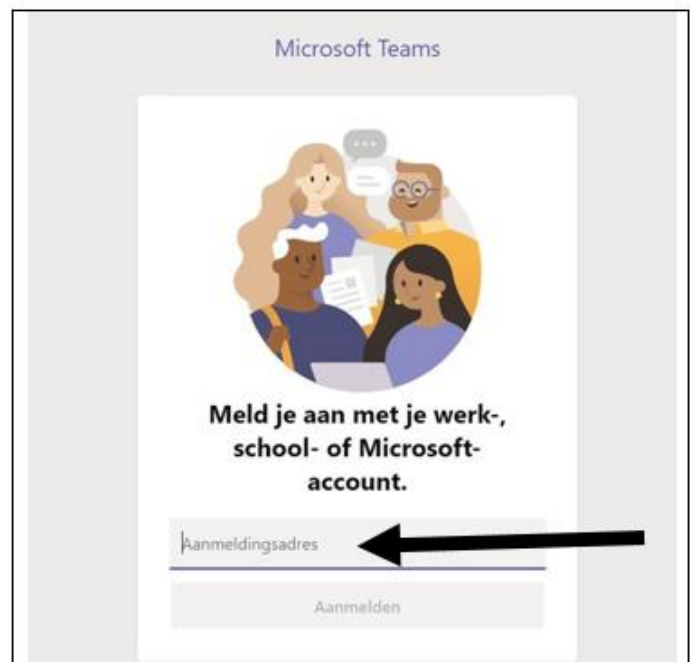 Microsoft Teams
Meld je aan met je werk-,
school- of Microsoft-
account.
Aanmeldingsadres
Aanmelden